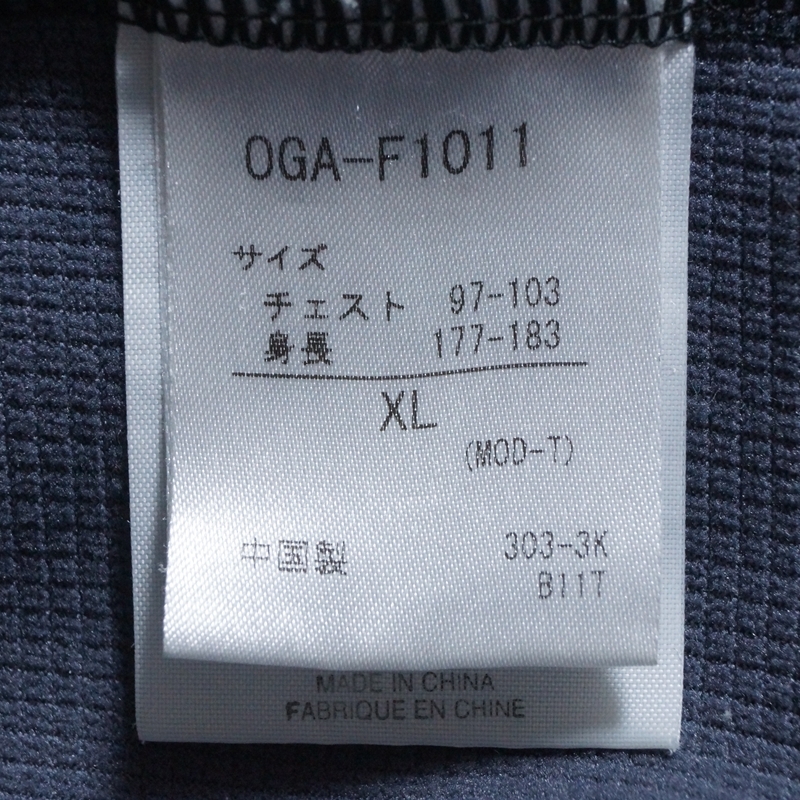 OGA-F1011
サイズ
チェスト 97-103
身長 177-183
XL
(MOD-T)
中国製 303-3K
B11T
MADE IN CHINA
FABRIQUE EN CHINE